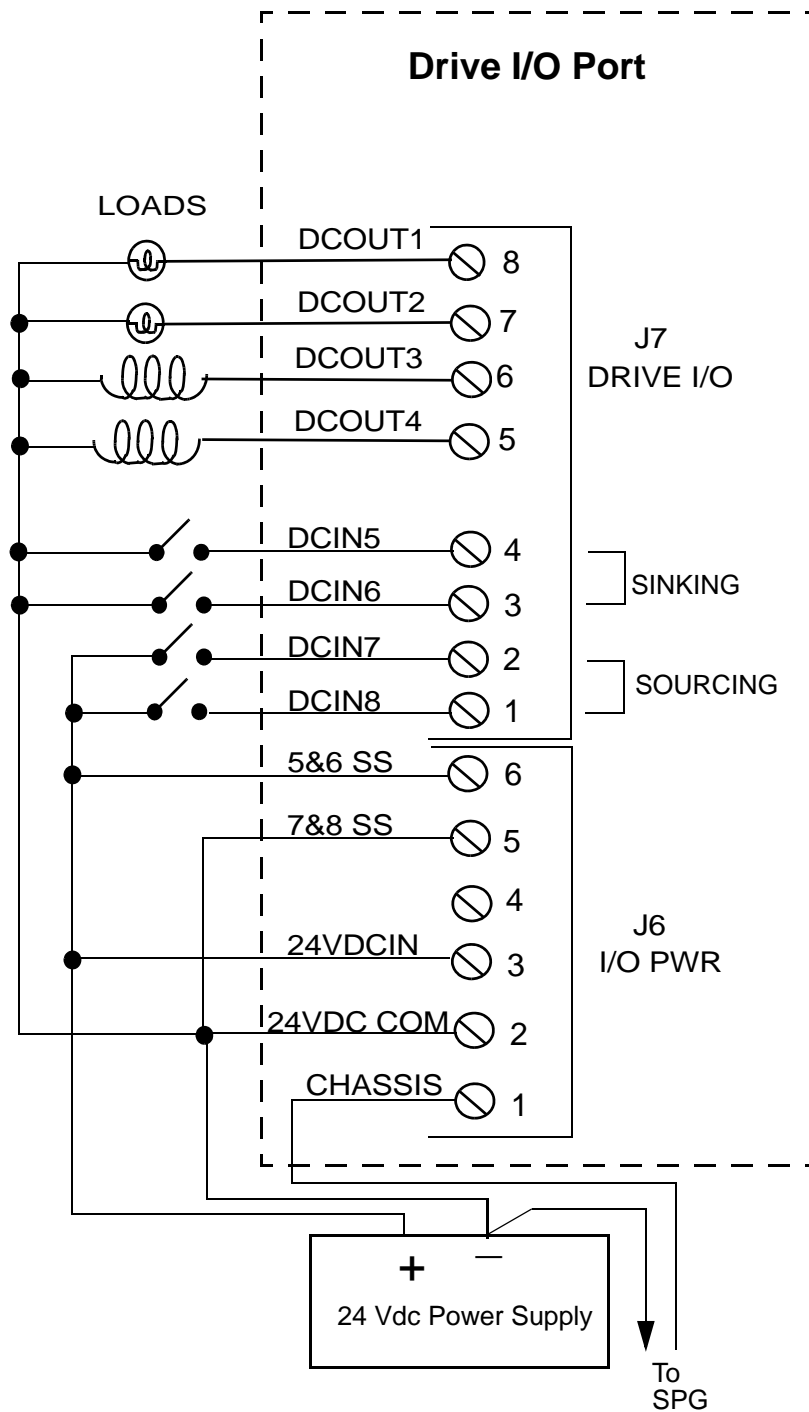 Drive I/O Port
LOADS
DCOUT1
8
DCOUT2
7
DCOUT3
6
DCOUT4
5
J7
DRIVE I/O
DCIN5
4
DCIN6
3
SINKING
DCIN7
2
DCIN8
1
SOURCING
5&6 SS
6
7&8 SS
5
4
24VDCIN
3
J6
I/O PWR
24VDC COM
2
CHASSIS
1
+ –
24 Vdc Power Supply
To
SPG